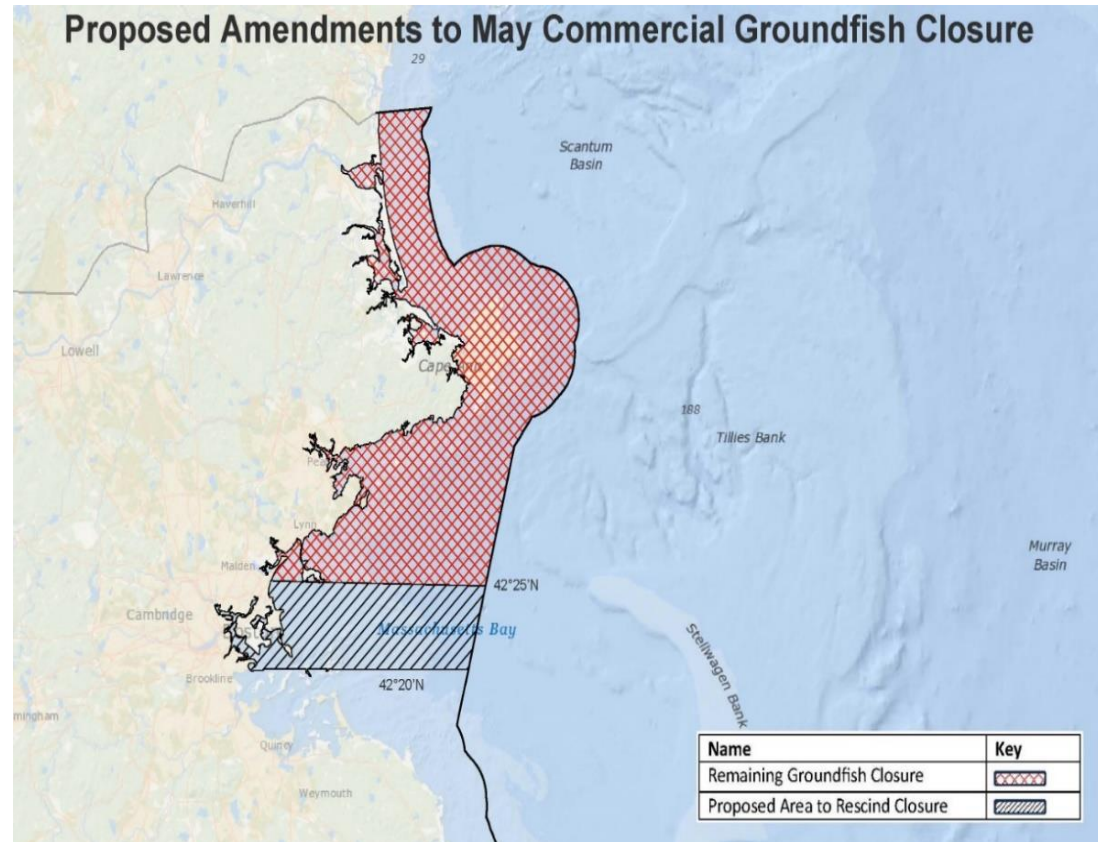 Proposed Amendments to May Commercial Groundfish Closure
29
Scantum
Basin
Haverhill
Lawrence
Lowell
Cape
188
Tillies Bank
Lynn
Murray
Basin
Malden
42°25'N
Cambridge
Massachusetts Bay
Stellwagen Bank
Brookline
42°20'N
mingham
Quincy
Weymouth
Name Key
Remaining Groundfish Closure
Proposed Area to Rescind Closure